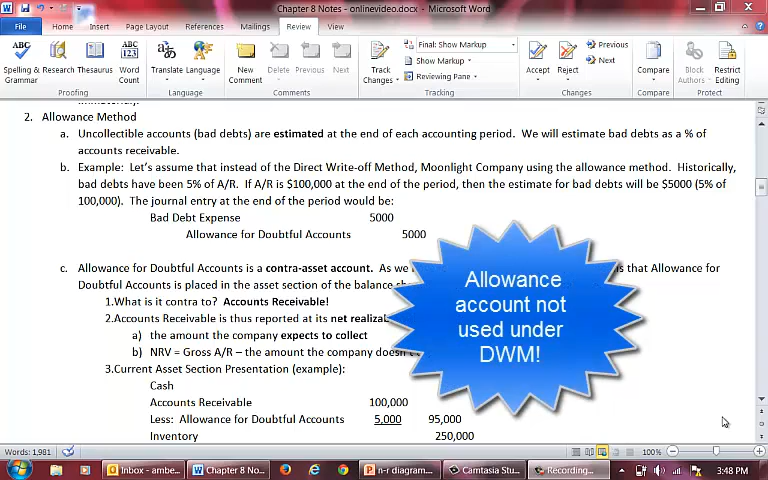 Chapter 8 Notes - onlinevideo.docx - Microsoft Word
File Home Insert Page Layout References Mailings Review View
ABC ABC 123
Spelling & Grammar Research Thesaurus Word Count Translate Language New Comment Delete Previous Next Track Changes Final: Show Markup Show Markup Reviewing Pane Accept Reject Previous Next Compare Block Authors Restrict Editing
Proofing Language Comments Tracking Changes Compare Protect
2. Allowance Method
a. Uncollectible accounts (bad debts) are estimated at the end of each accounting period. We will estimate bad debts as a % of
accounts receivable.
b. Example: Let's assume that instead of the Direct Write-off Method, Moonlight Company using the allowance method. Historically,
bad debts have been 5% of A/R. If A/R is $100,000 at the end of the period, then the estimate for bad debts will be $5000 (5% of
100,000). The journal entry at the end of the period would be:
Bad Debt Expense 5000
Allowance for Doubtful Accounts 5000
c. Allowance for Doubtful Accounts is a contra-asset account. As we is that Allowance for
Doubtful Accounts is placed in the asset section of the balance
1.What is it contra to? Accounts Receivable!
2.Accounts Receivable is thus reported at its net
a) the amount the company expects to collect
b) NRV = Gross A/R – the amount the company
3.Current Asset Section Presentation (example):
Cash
Accounts Receivable 100,000
Less: Allowance for Doubtful Accounts 5,000 95,000
Inventory 250,000
Allowance
account not
used under
DWM!
Words: 1,981 100%
Inbox - ambe... Chapter 8 No... n-r diagram... Camtasia Stu... Recording... 3:48 PM